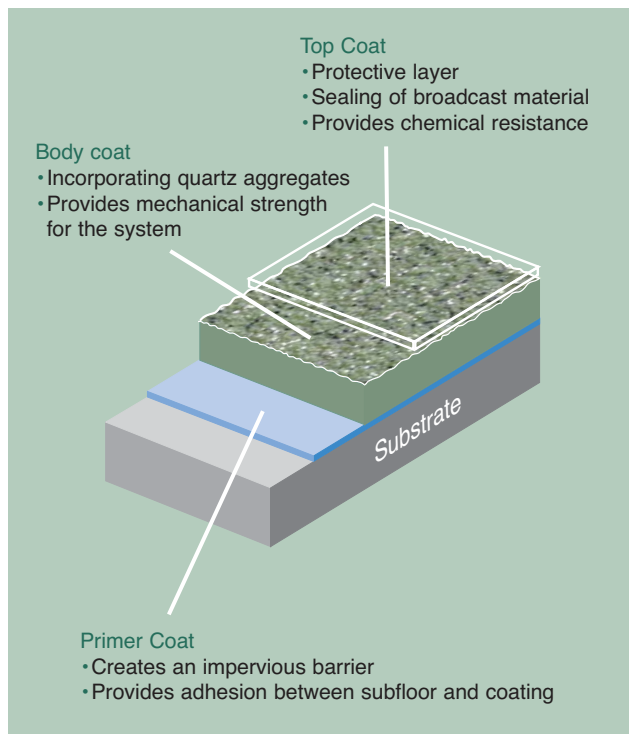 Top Coat
• Protective layer
• Sealing of broadcast material
• Provides chemical resistance
Body coat
• Incorporating quartz aggregates
• Provides mechanical strength
for the system
Substrate
Primer Coat
• Creates an impervious barrier
• Provides adhesion between subfloor and coating